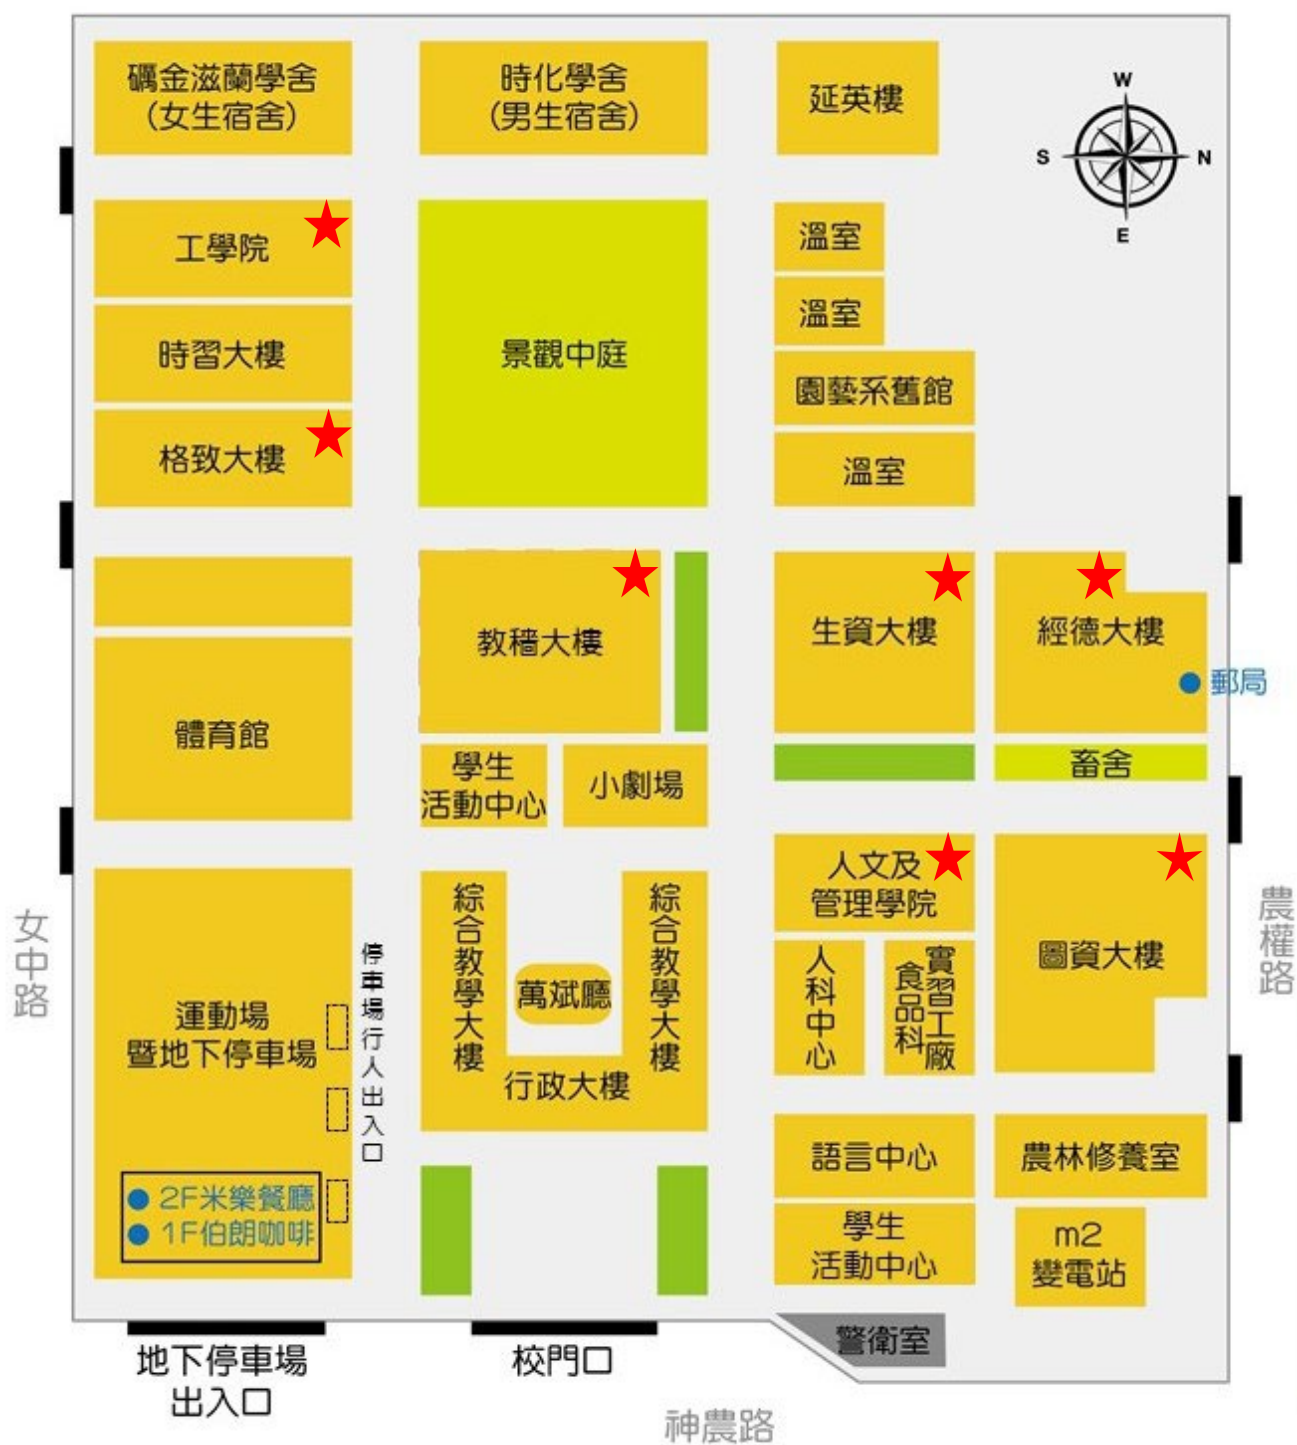 礪金滋蘭學舍
(女生宿舍)
時化學舍
(男生宿舍)
延英樓
W
S
N
E
工學院
時習大樓
格致大樓
景觀中庭
溫室
溫室
園藝系舊館
溫室
體育館
教穡大樓
學生
活動中心
小劇場
生資大樓
經德大樓
郵局
畜舍
運動場
暨地下停車場
停車場行人出入口
2F米樂餐廳
1F伯朗咖啡
綜合教學大樓
萬斌廳
綜合教學大樓
行政大樓
人文及
管理學院
人科中心
實習工廠
食品科
圖資大樓
語言中心
農林修養室
學生
活動中心
m2
變電站
警衛室
女中路
農權路
地下停車場
出入口
校門口
神農路